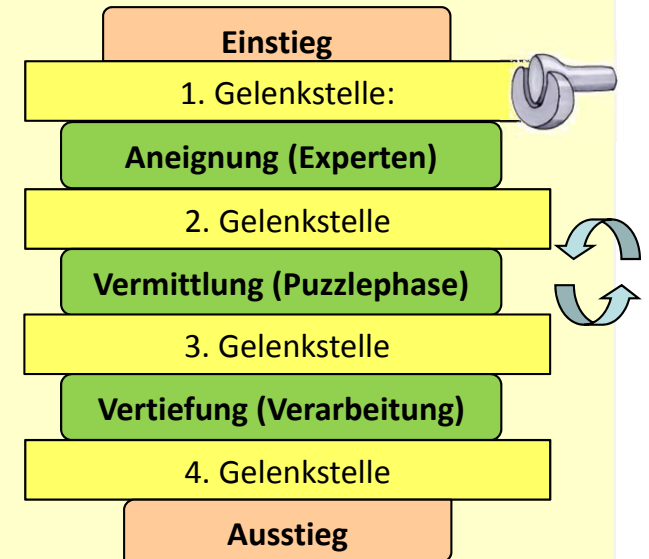 Einstieg
1. Gelenkstelle:
Aneignung (Experten)
2. Gelenkstelle
Vermittlung (Puzzlephase)
3. Gelenkstelle
Vertiefung (Verarbeitung)
4. Gelenkstelle
Ausstieg